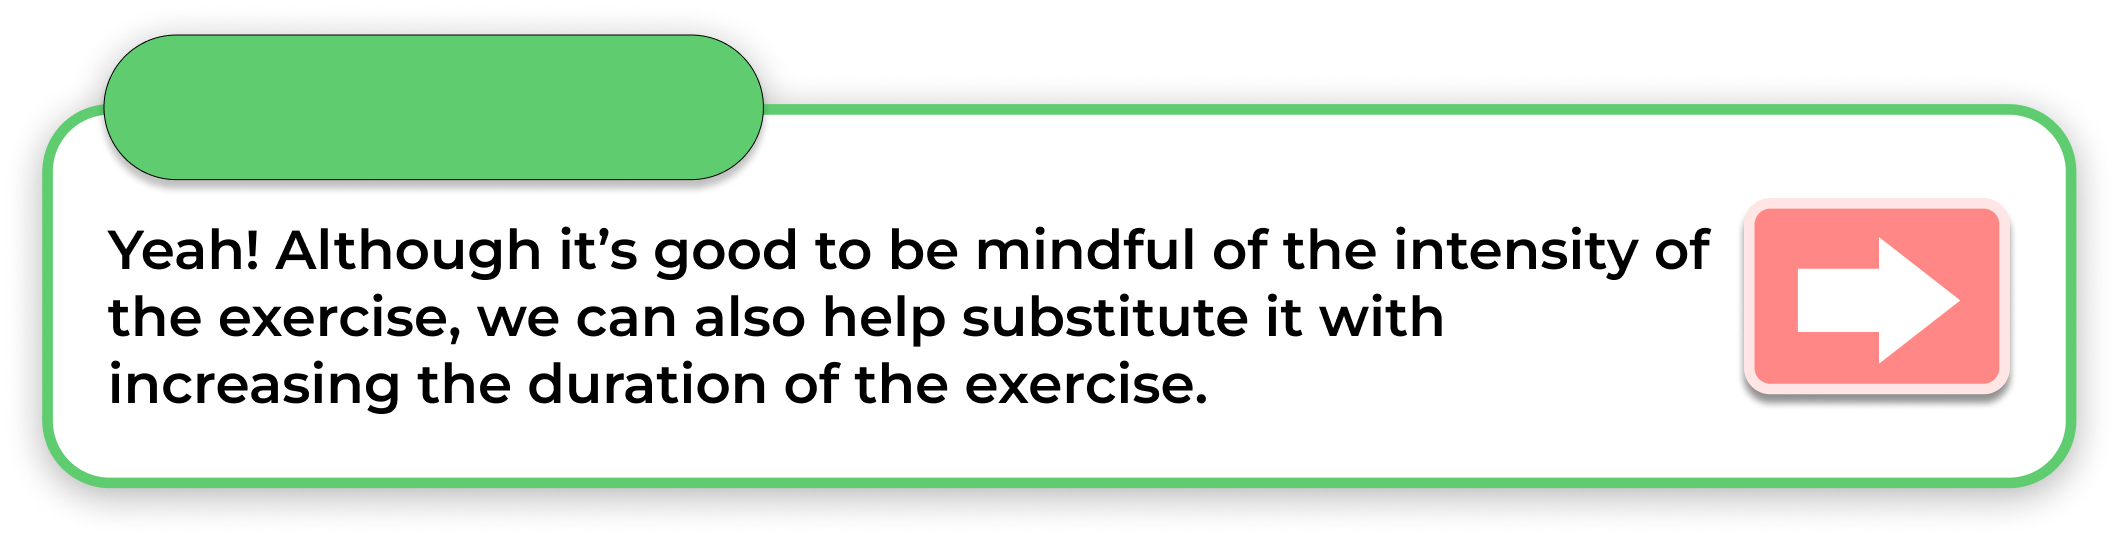 Yeah! Although it’s good to be mindful of the intensity of
the exercise, we can also help substitute it with
increasing the duration of the exercise.